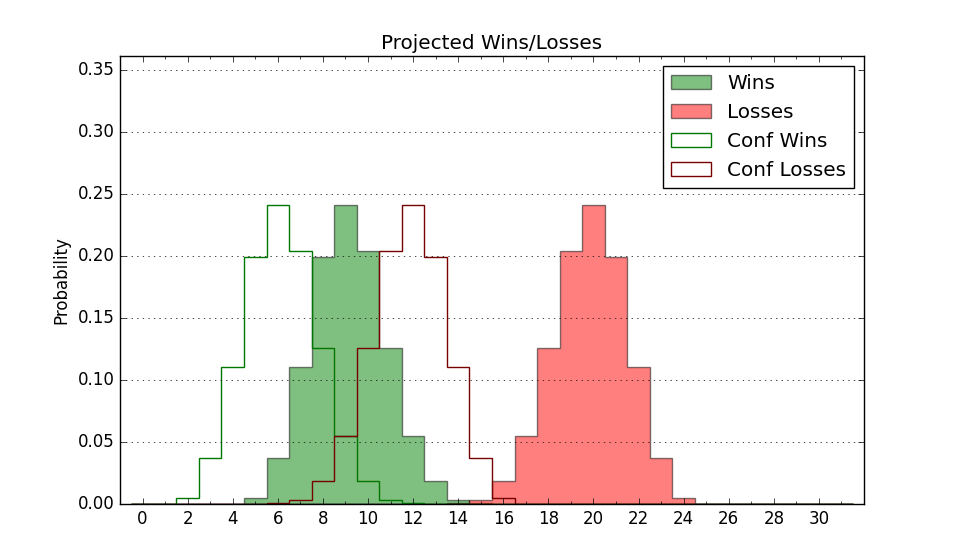 Projected Wins/Losses
0.35
0.30
0.25
0.20
0.15
0.10
0.05
0.00
Probability
Wins
Losses
Conf Wins
Conf Losses
0 2 4 6 8 10 12 14 16 18 20 22 24 26 28 30